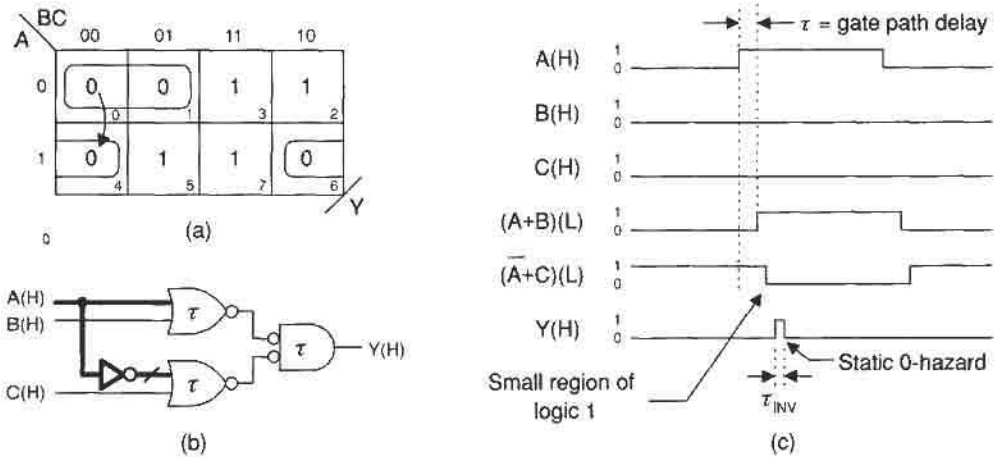 BC
A
00 01 11 10
0 0 0 1 1
0 1 3 2
1 0 1 1 0
4 5 7 6
Y
0
(a)
A(H)
B(H)
C(H)
τ
τ
τ
Y(H)
(b)
τ = gate path delay
A(H) 1 0
B(H) 1 0
C(H) 1 0
(A+B)(L) 1 0
(A̅+C)(L) 1 0
Y(H) 1 0
Static 0-hazard
Small region of
logic 1
τINV
(c)